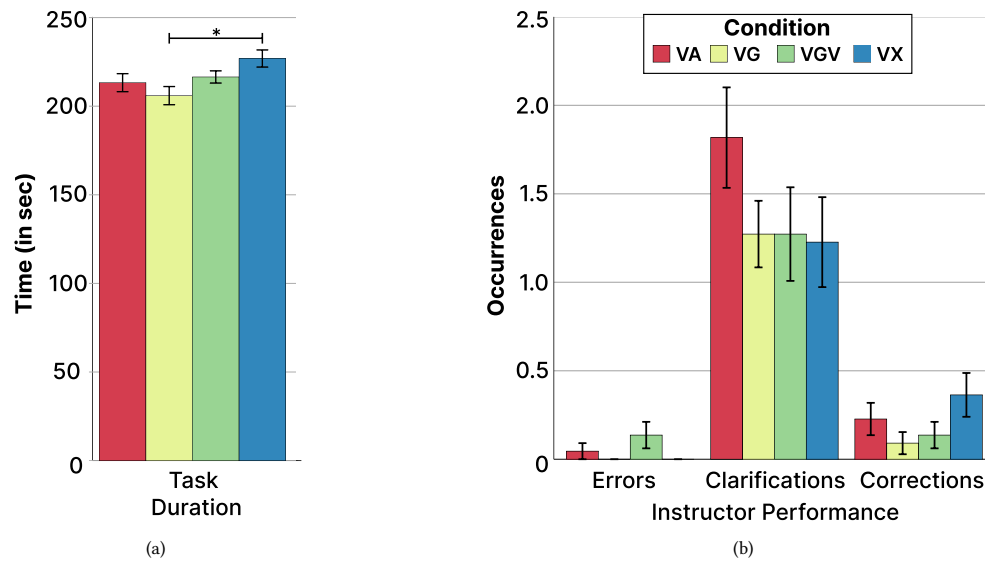 250
200
150
100
50
0
Time (in sec)
*
Task
Duration
(a)
2.5
2.0
1.5
1.0
0.5
0
Occurrences
Condition
VA VG VGV VX
Errors Clarifications Corrections
Instructor Performance
(b)